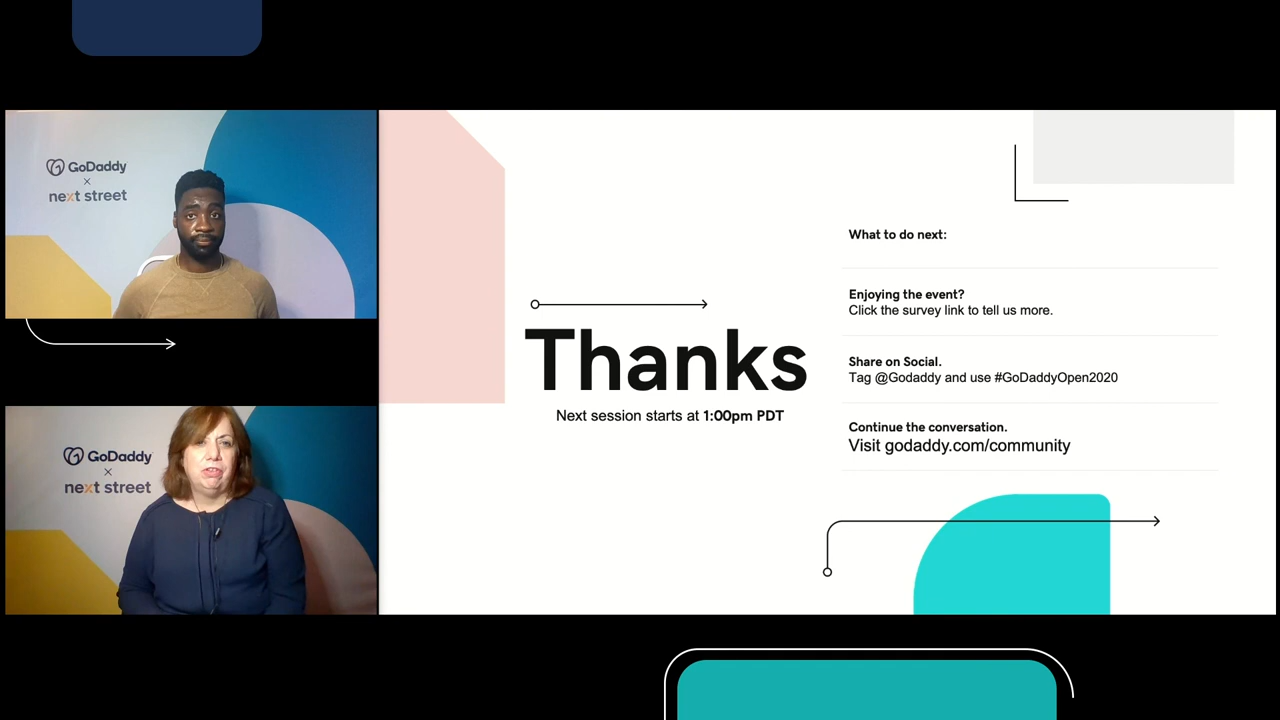 GoDaddy
×
next street
GoDaddy
×
next street
Thanks
Next session starts at 1:00pm PDT
What to do next:
Enjoying the event?
Click the survey link to tell us more.
Share on Social.
Tag @Godaddy and use #GoDaddyOpen2020
Continue the conversation.
Visit godaddy.com/community